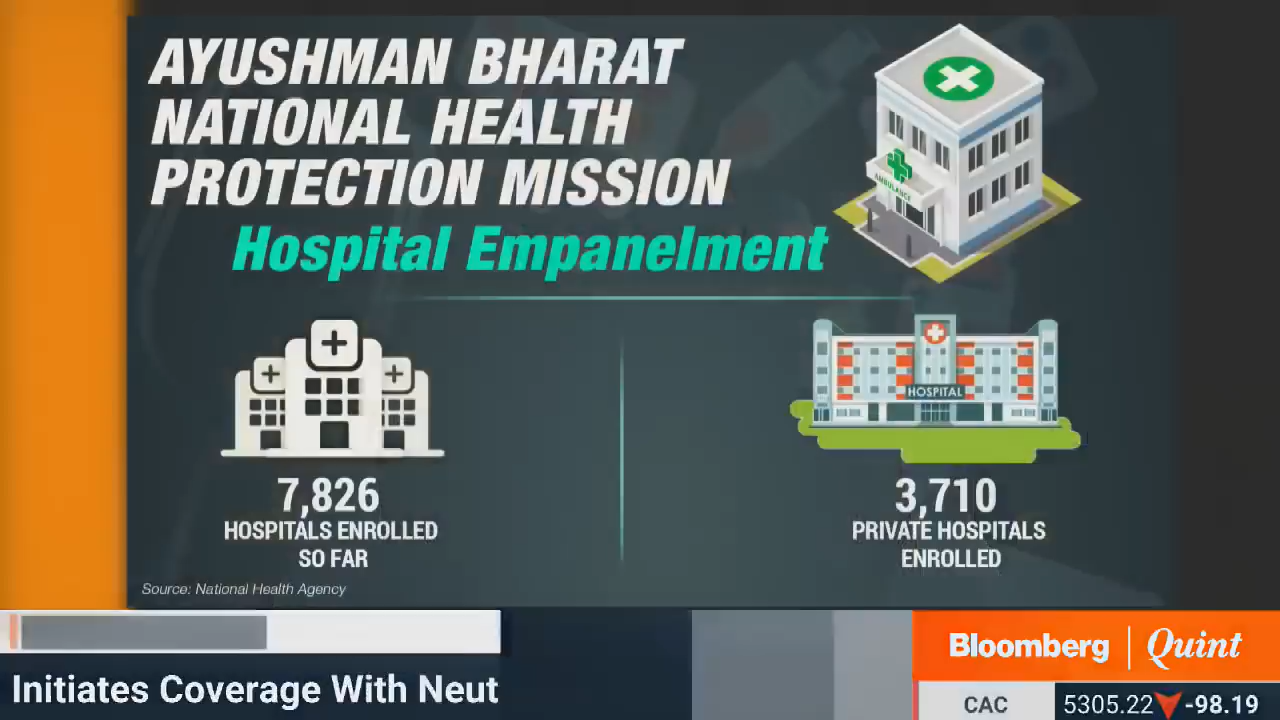 AYUSHMAN BHARAT
NATIONAL HEALTH
PROTECTION MISSION
Hospital Empanelment
AMBULANCE
HOSPITAL
7,826
HOSPITALS ENROLLED
SO FAR
3,710
PRIVATE HOSPITALS
ENROLLED
Source: National Health Agency
Bloomberg | Quint
Initiates Coverage With Neut
CAC 5305.22 -98.19